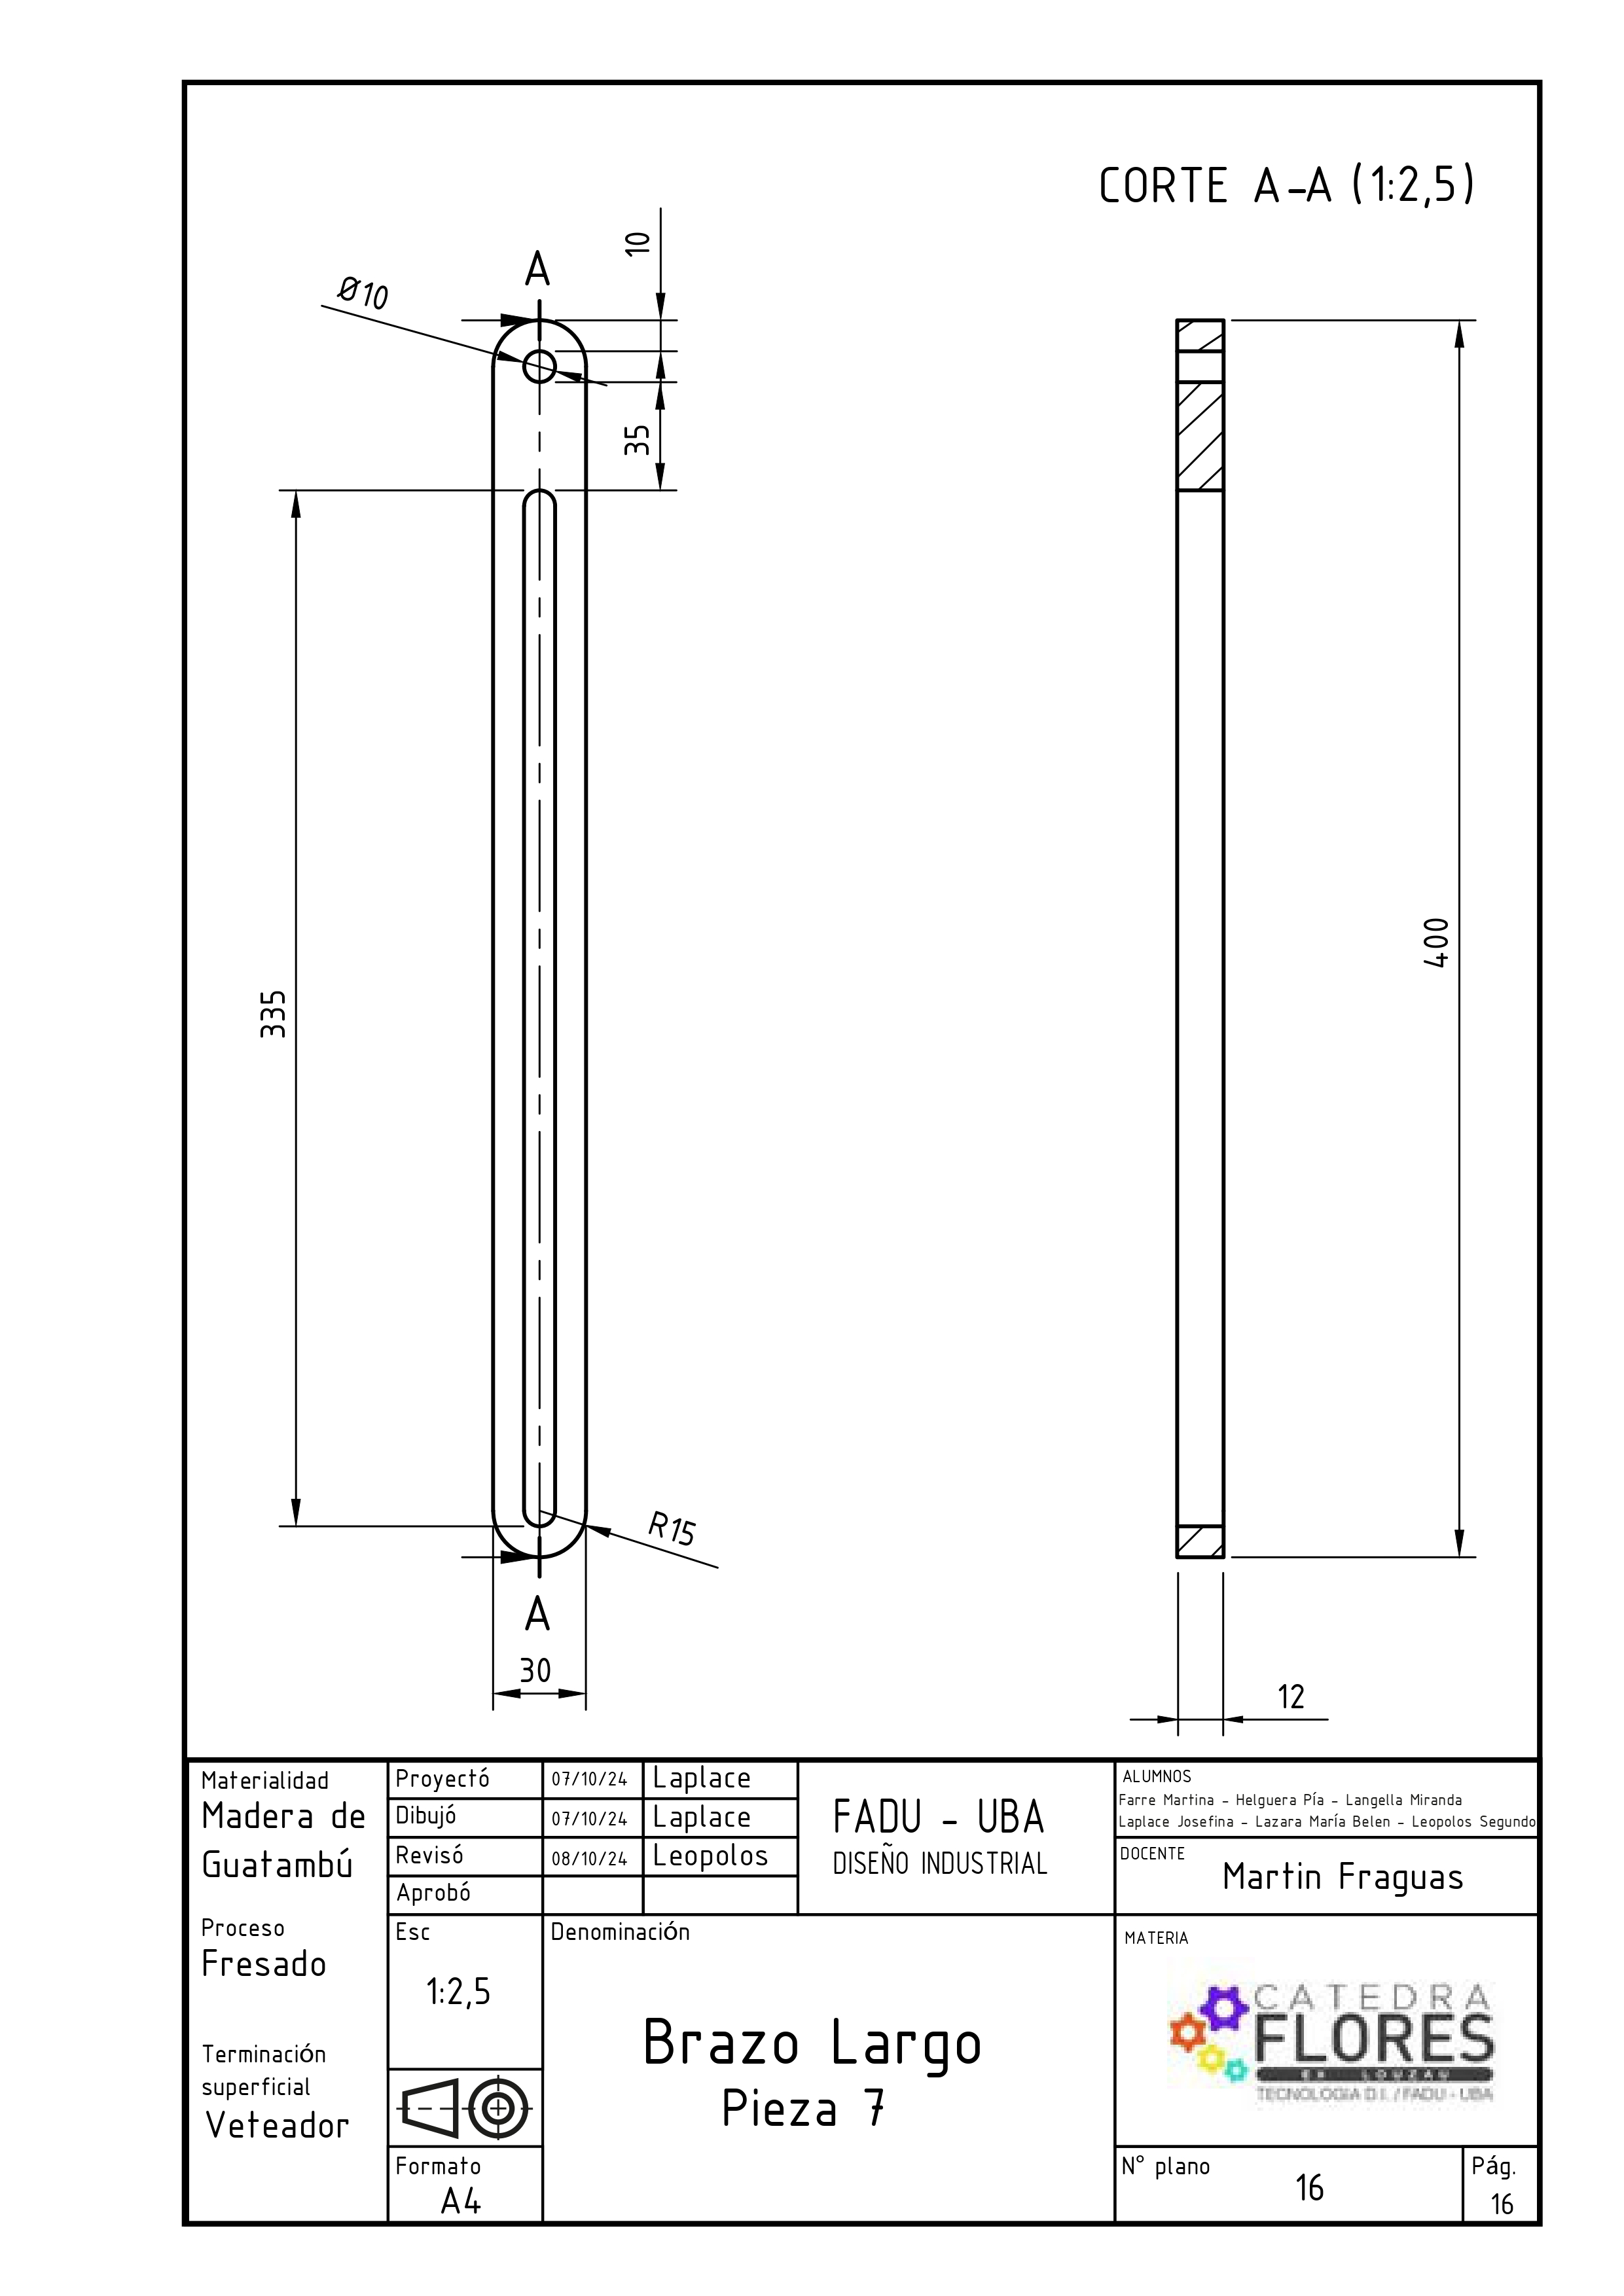 CORTE A-A (1:2,5)
10
A
Ø10
35
335
400
R15
A
30
12
Materialidad
Madera de
Guatambú
Proceso
Fresado
Terminación
superficial
Veteador
Proyectó 07/10/24 Laplace
Dibujó 07/10/24 Laplace
Revisó 08/10/24 Leopolos
Aprobó
Esc
1:2,5
Formato
A4
FADU - UBA
DISEÑO INDUSTRIAL
Denominación
Brazo Largo
Pieza 7
ALUMNOS
Farre Martina - Helguera Pía - Langella Miranda
Laplace Josefina - Lazara María Belen - Leopolos Segundo
DOCENTE
Martin Fraguas
MATERIA
CATEDRA
FLORES
EX LOUZAU
TECNOLOGIA D.I. / FADU - UBA
N° plano
16
Pág.
16